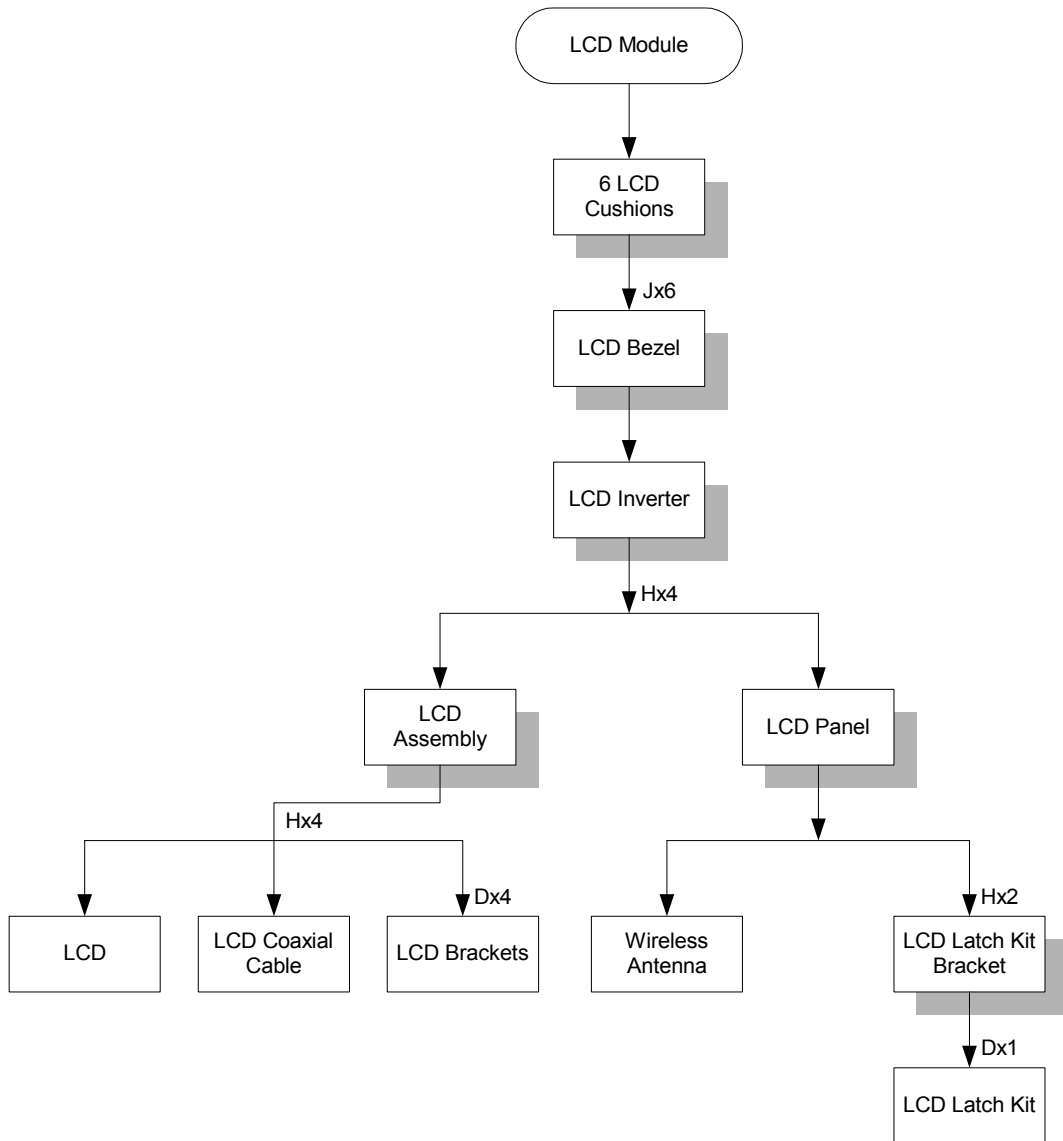 LCD Module
6 LCD
Cushions
Jx6
LCD Bezel
LCD Inverter
Hx4
LCD
Assembly
LCD Panel
Hx4
Dx4
Hx2
LCD
LCD Coaxial
Cable
LCD Brackets
Wireless
Antenna
LCD Latch Kit
Bracket
Dx1
LCD Latch Kit